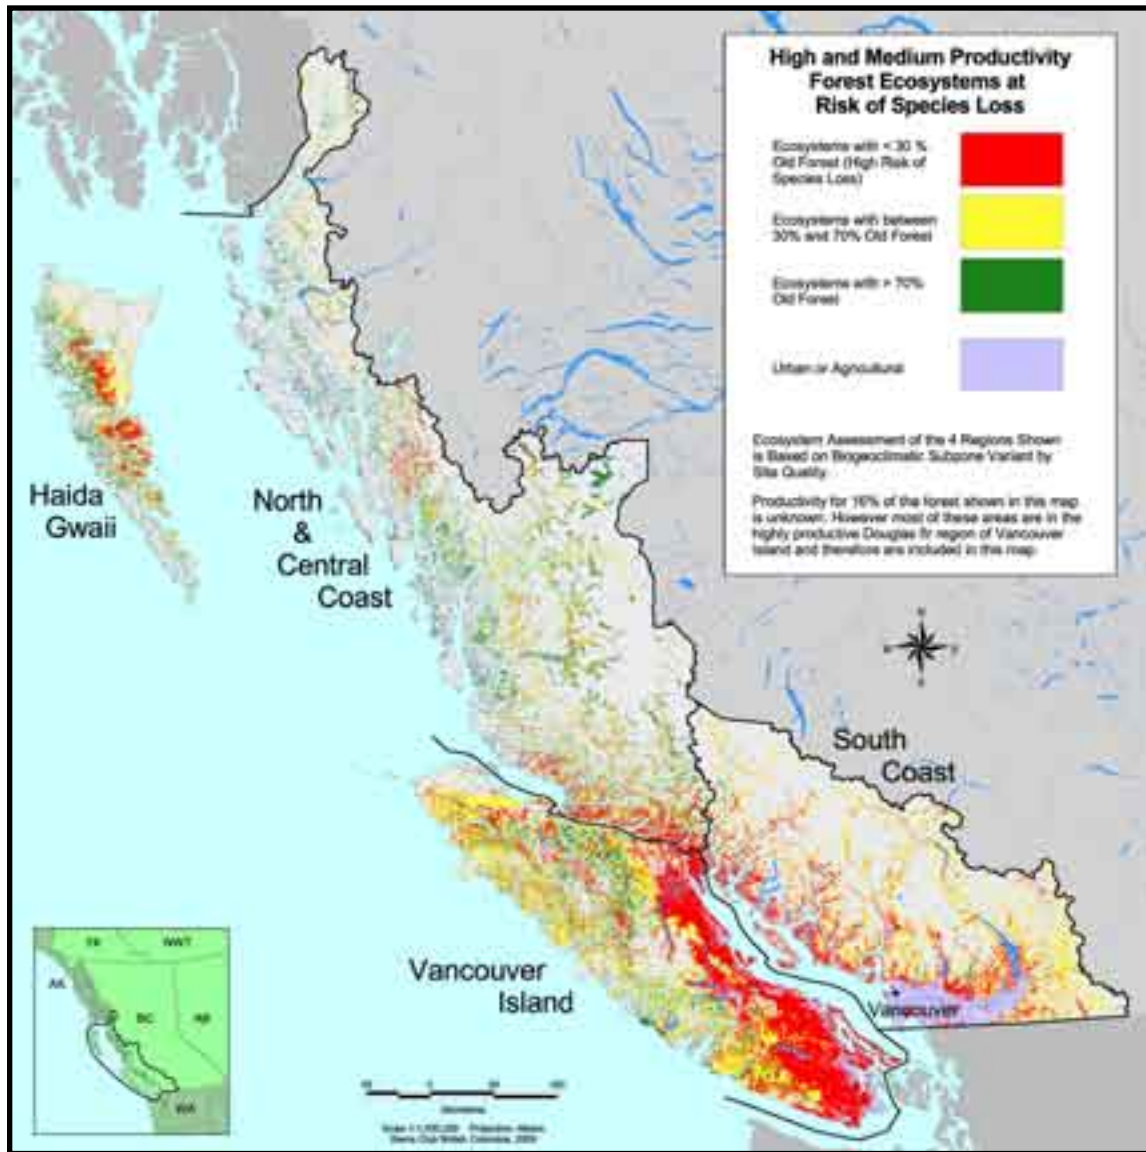 High and Medium Productivity
Forest Ecosystems at
Risk of Species Loss
Ecosystems with < 30 %
Old Forest (High Risk of
Species Loss)
Ecosystems with between
30% and 70% Old Forest
Ecosystems with > 70%
Old Forest
Urban or Agricultural
Ecosystem Assessment of the 4 Regions Shown
is Based on Biogeoclimatic Subzone Variant by
Site Quality.
Productivity for 16% of the forest shown in this map
is unknown. However most of these areas are in the
highly productive Douglas fir region of Vancouver
Island and therefore are included in this map.
Haida
Gwaii
North
&
Central
Coast
South
Coast
Vancouver
Island
Vancouver
NWT
AK
BC
AB
WA
Kilometres
Sierra Club British Columbia,